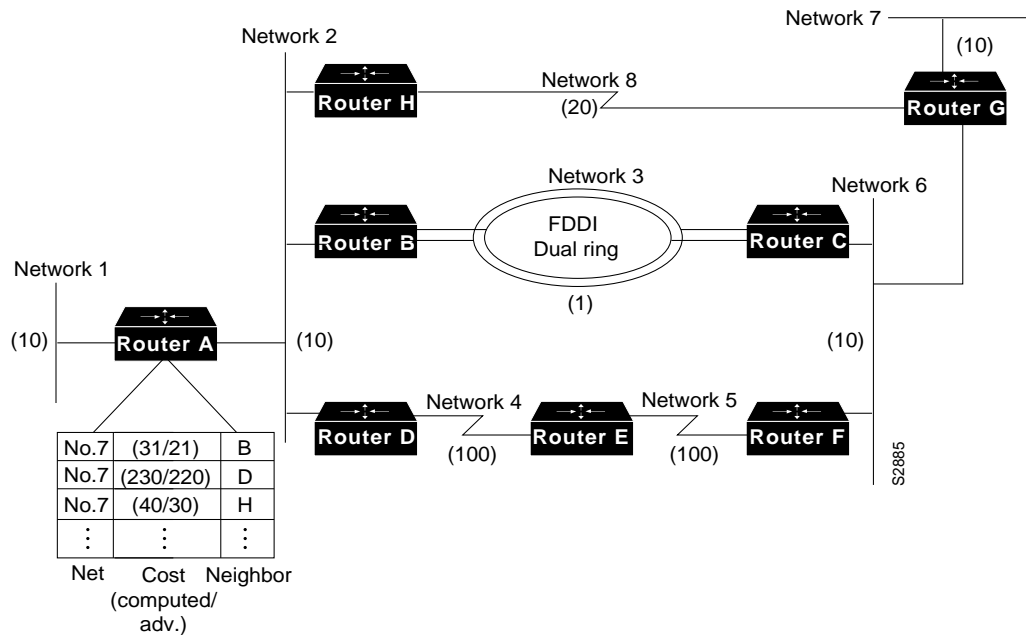 Network 7
Network 2
(10)
Network 8
Router H
(20)
Router G
Network 3
Network 6
FDDI
Dual ring
Router B
Router C
Network 1
(1)
(10)
Router A
(10)
(10)
Network 4
Network 5
Router D
Router E
Router F
(100)
(100)
No.7 (31/21) B
No.7 (230/220) D
No.7 (40/30) H
Net Cost Neighbor
(computed/
adv.)
S2885